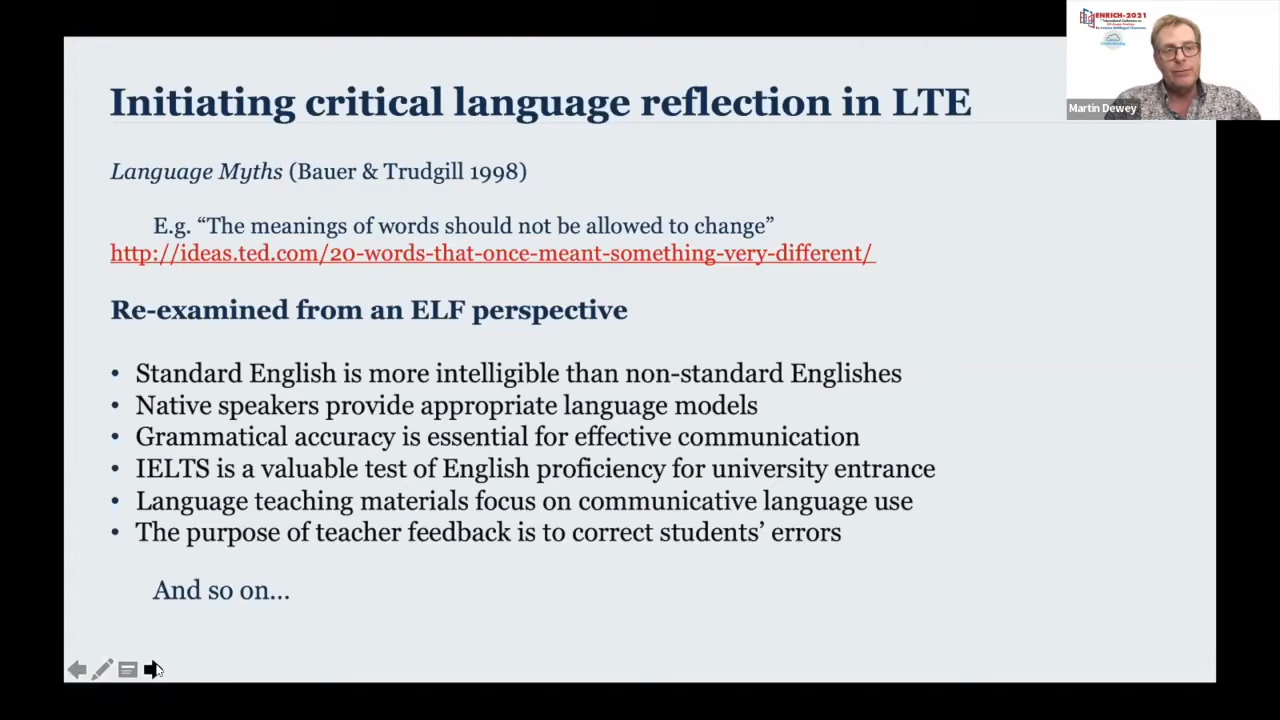 Initiating critical language reflection in LTE
Language Myths (Bauer & Trudgill 1998)
E.g. “The meanings of words should not be allowed to change”
http://ideas.ted.com/20-words-that-once-meant-something-very-different/
Re-examined from an ELF perspective
• Standard English is more intelligible than non-standard Englishes
• Native speakers provide appropriate language models
• Grammatical accuracy is essential for effective communication
• IELTS is a valuable test of English proficiency for university entrance
• Language teaching materials focus on communicative language use
• The purpose of teacher feedback is to correct students’ errors
And so on...
ENRICH-2021
Martin Dewey